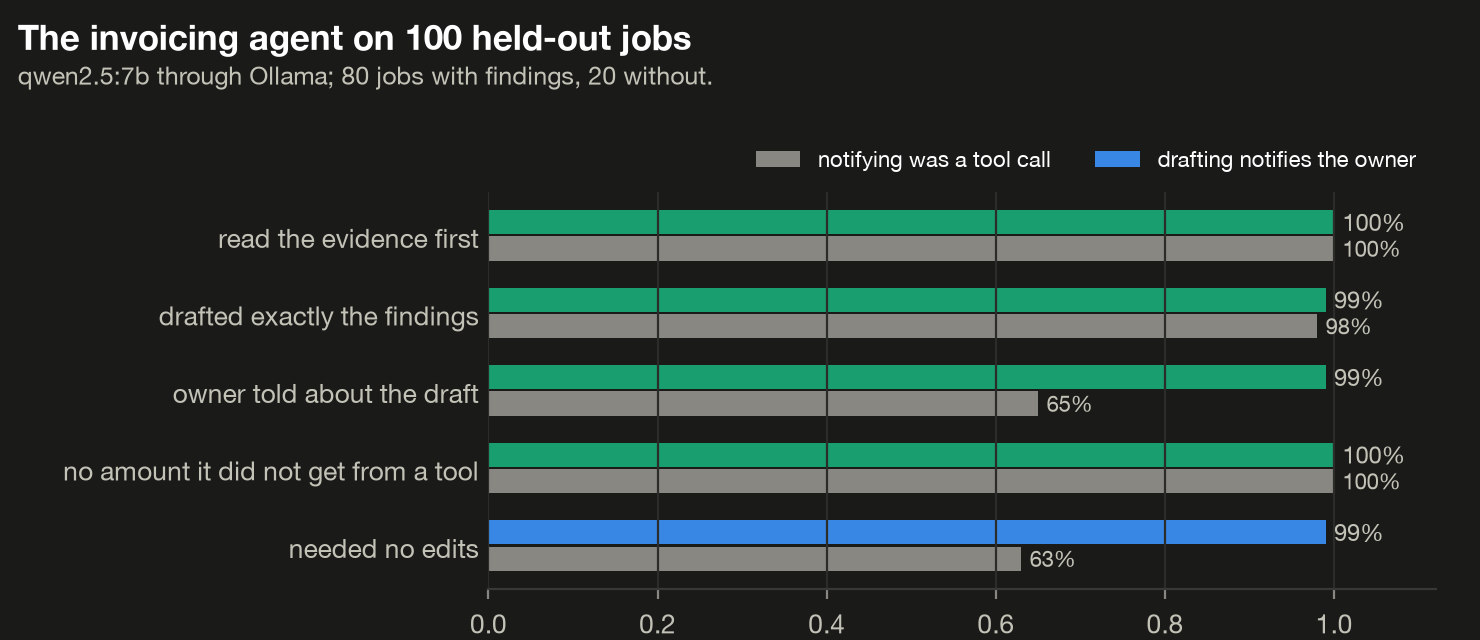 The invoicing agent on 100 held-out jobs
qwen2.5:7b through Ollama; 80 jobs with findings, 20 without.
notifying was a tool call
drafting notifies the owner
read the evidence first
100%
100%
drafted exactly the findings
99%
98%
owner told about the draft
99%
65%
no amount it did not get from a tool
100%
100%
needed no edits
99%
63%
0.0 0.2 0.4 0.6 0.8 1.0